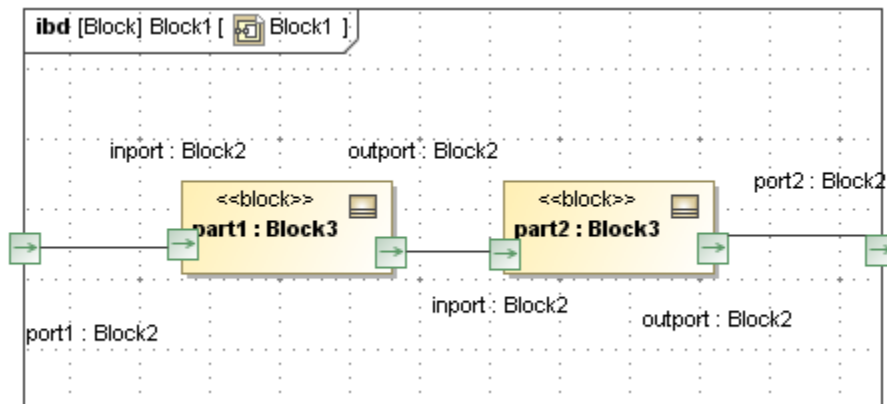 ibd [Block] Block1 [ Block1 ]
inport : Block2
outport : Block2
<<block>>
part1 : Block3
<<block>>
part2 : Block3
port2 : Block2
port1 : Block2
inport : Block2
outport : Block2